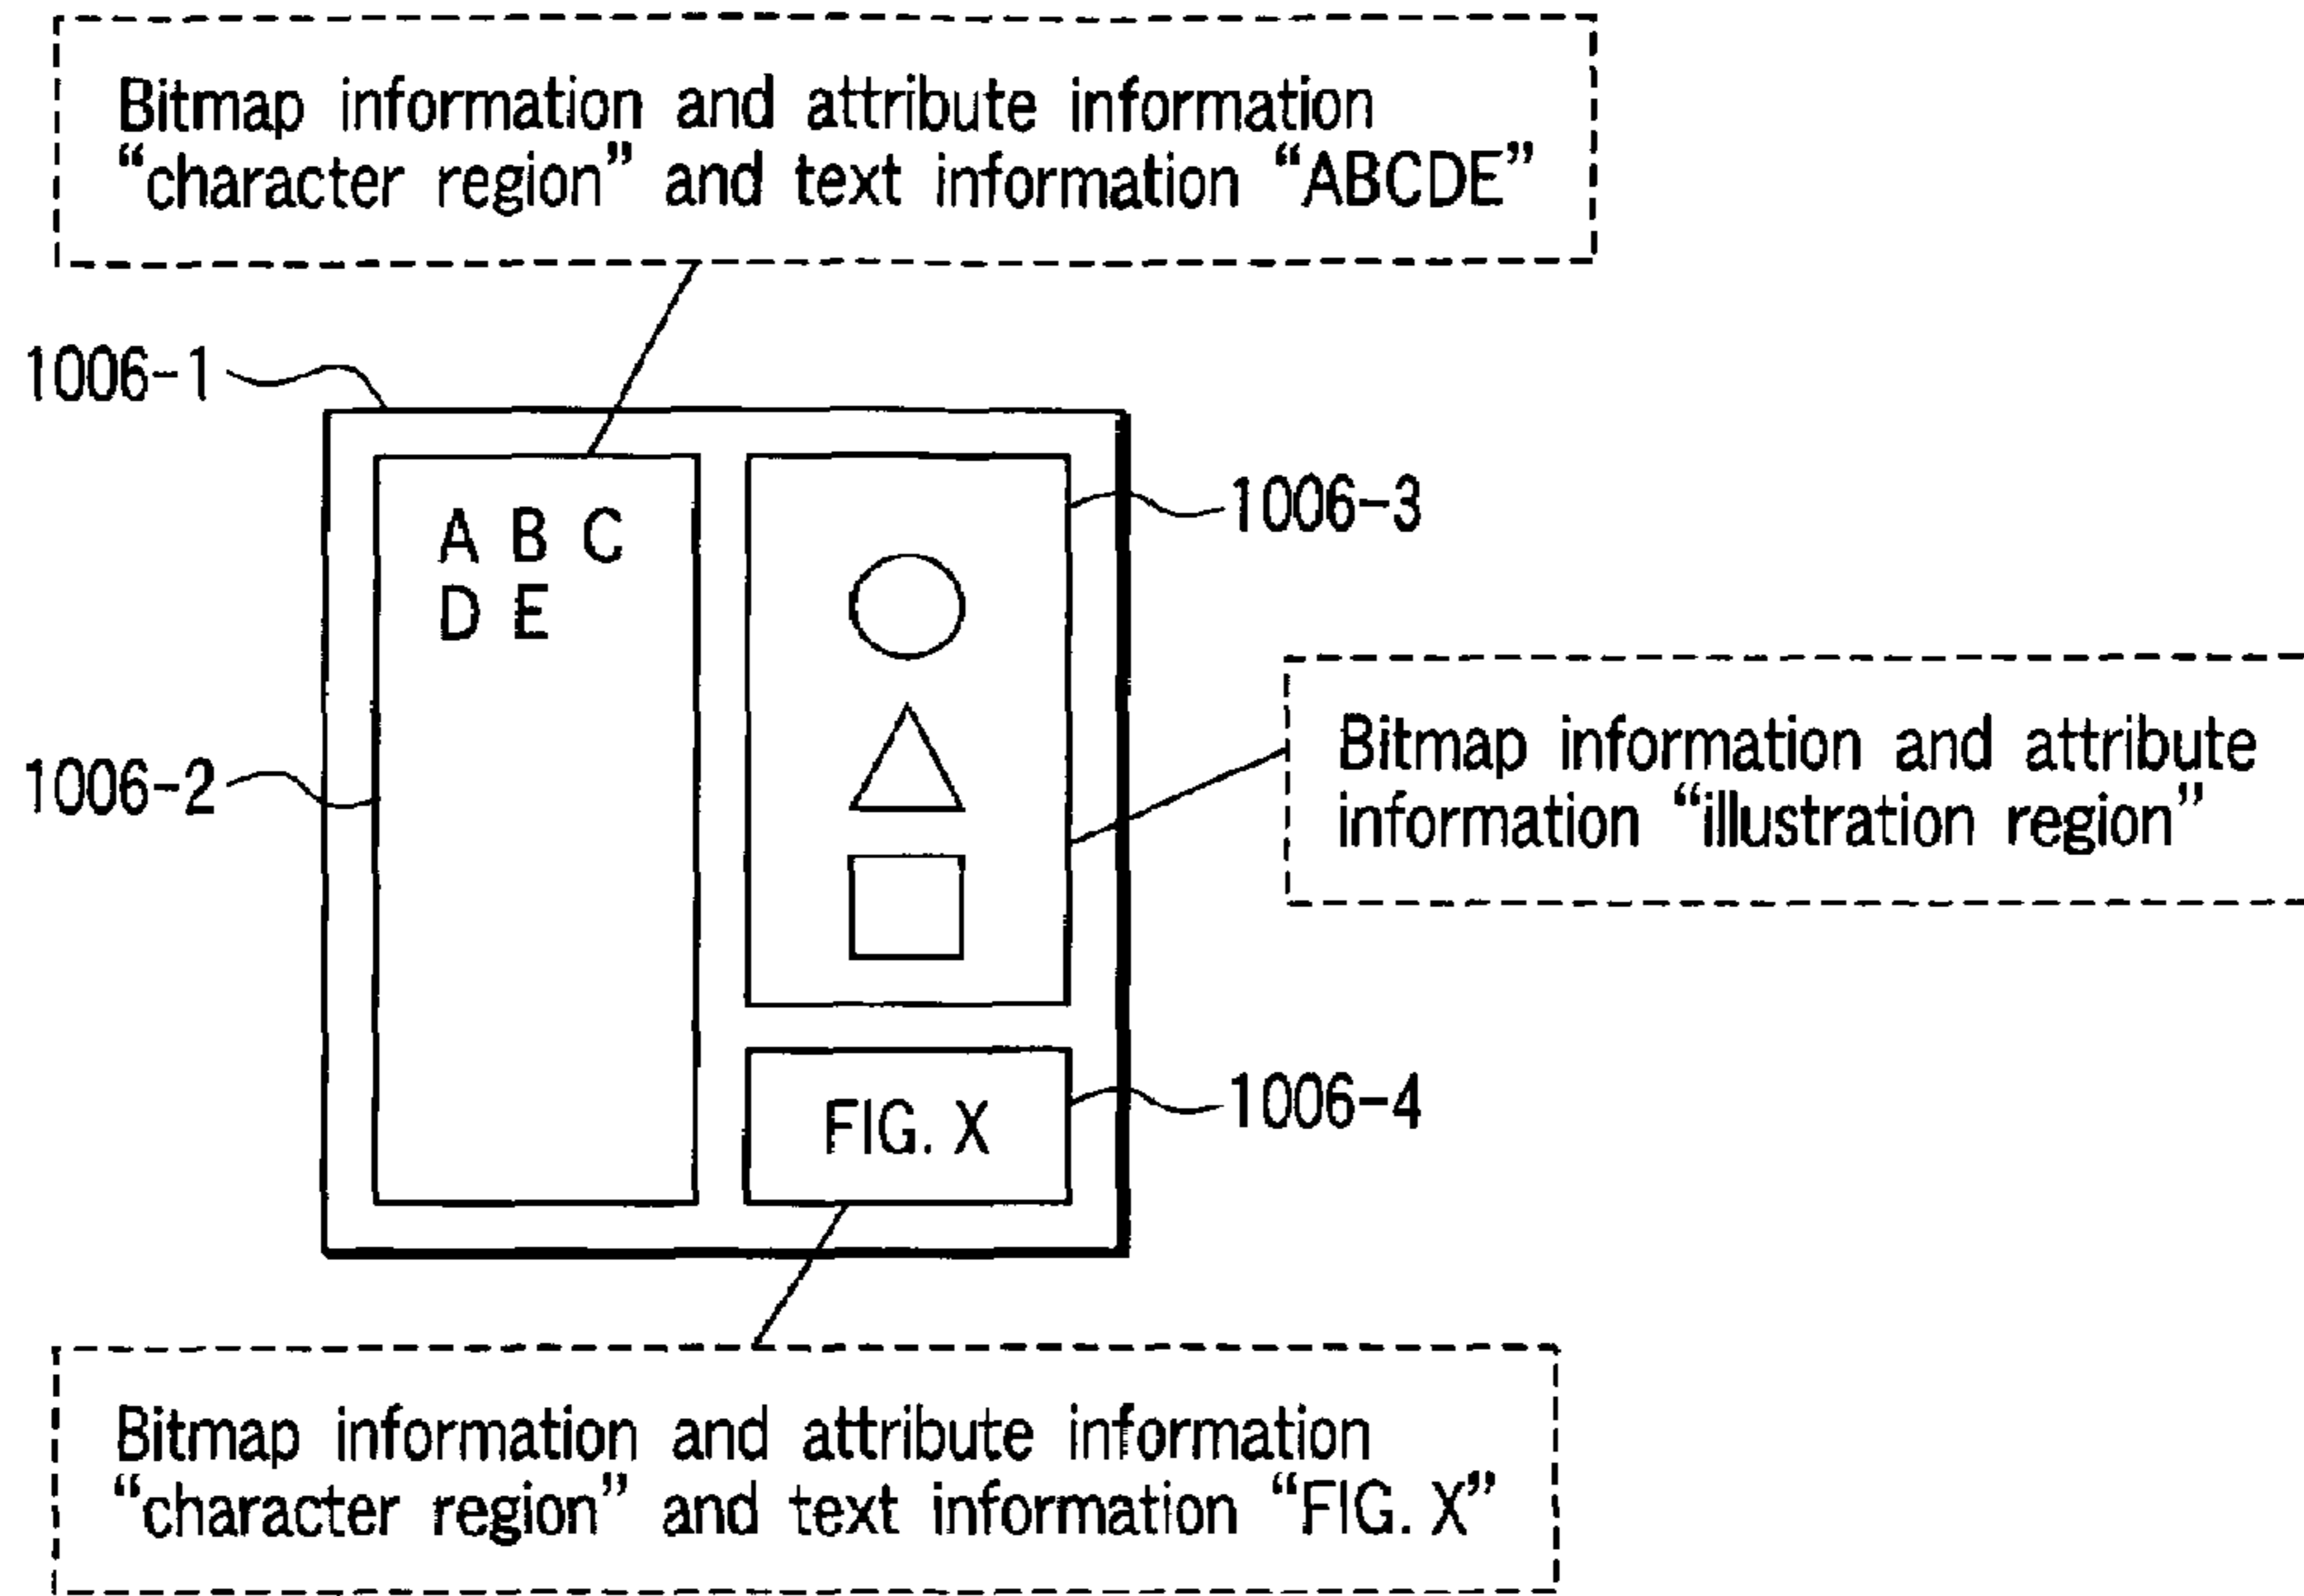 Bitmap information and attribute information
“character region” and text information “ABCDE”
1006-1
A B C
D E
1006-3
1006-2
Bitmap information and attribute
information “illustration region”
FIG. X
1006-4
Bitmap information and attribute information
“character region” and text information “FIG. X”